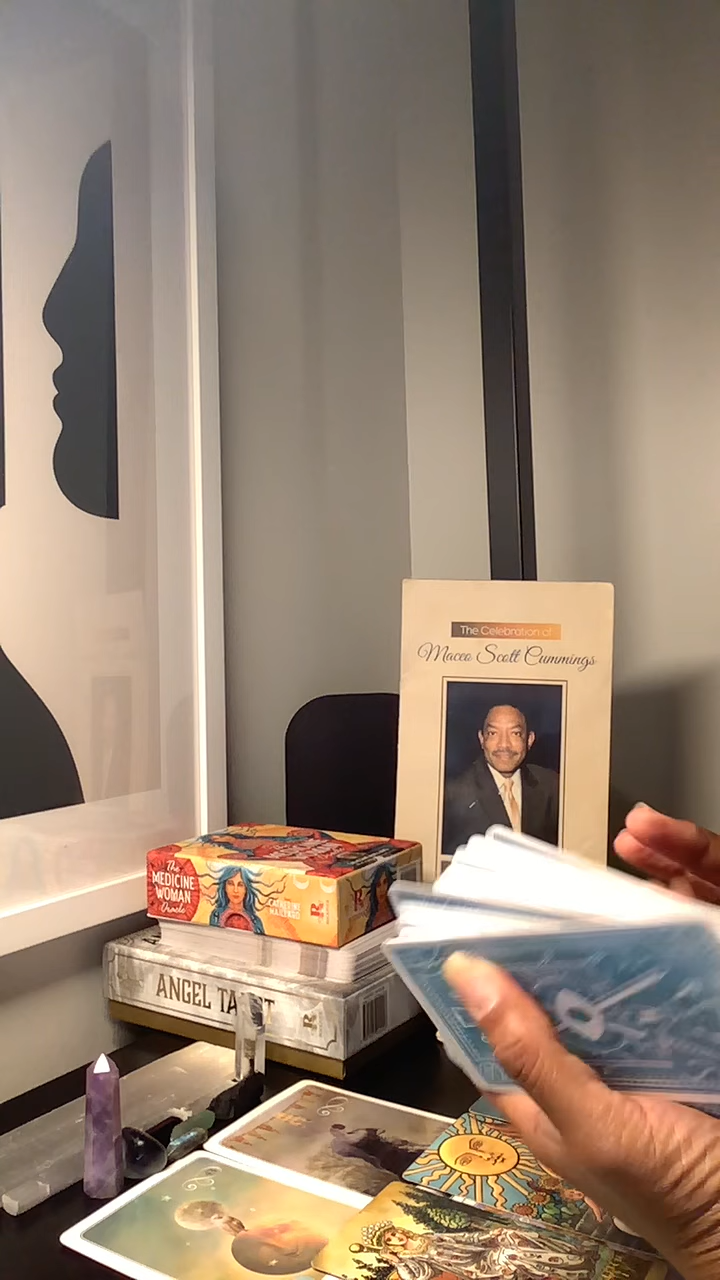 The Celebration of
Maceo Scott Cummings
The
MEDICINE
WOMAN
Oracle
CATHERINE
MAILLARD
R
R
ANGEL TAROT
R